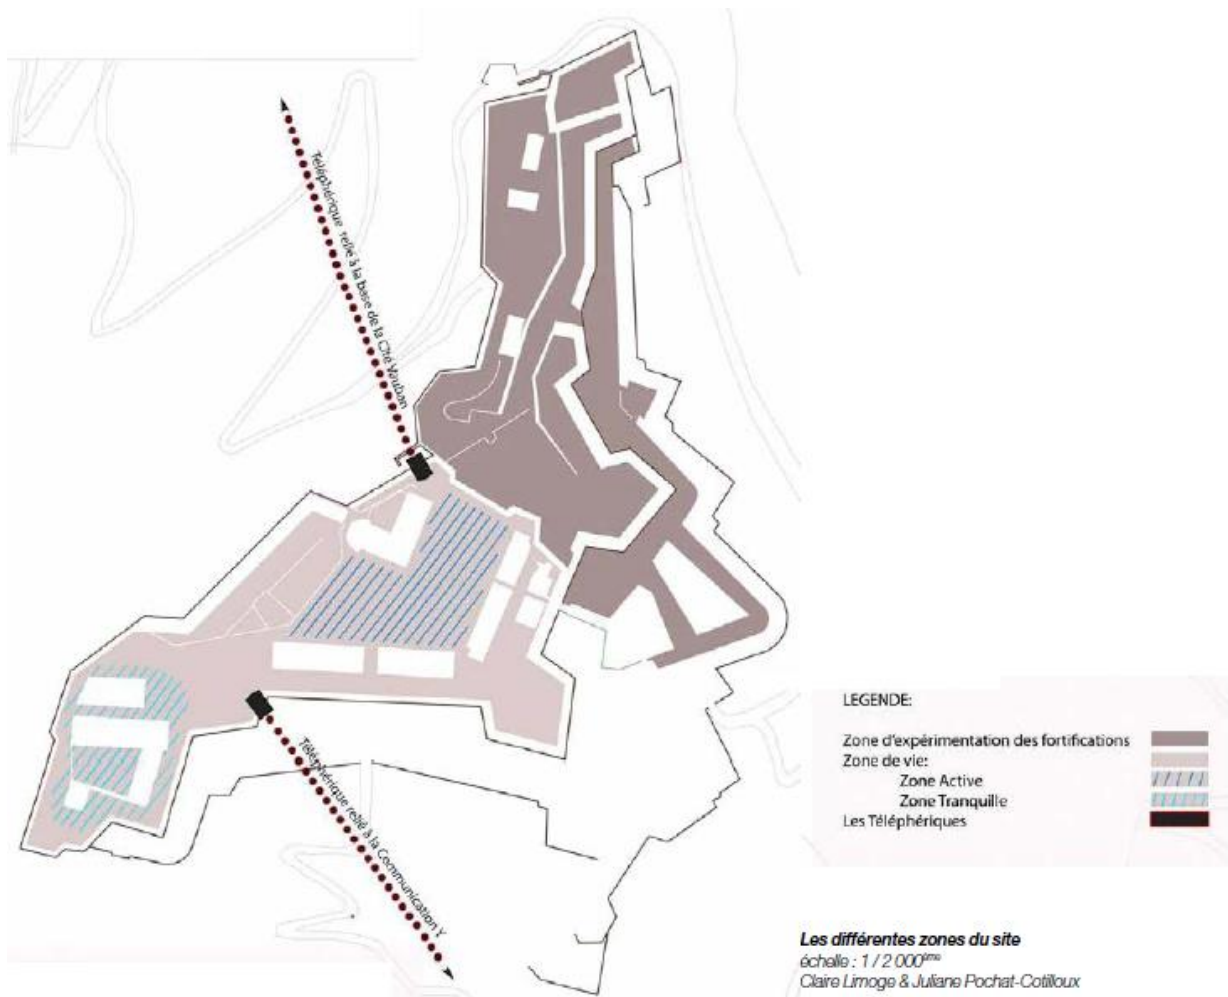 Téléphérique relié à la base de la Cité Vauban
Téléphérique relié à la Communication Y
LEGENDE:
Zone d'expérimentation des fortifications
Zone de vie:
Zone Active
Zone Tranquille
Les Téléphériques
Les différentes zones du site
échelle : 1 / 2 000ème
Claire Limoge & Juliane Pochat-Cotilloux